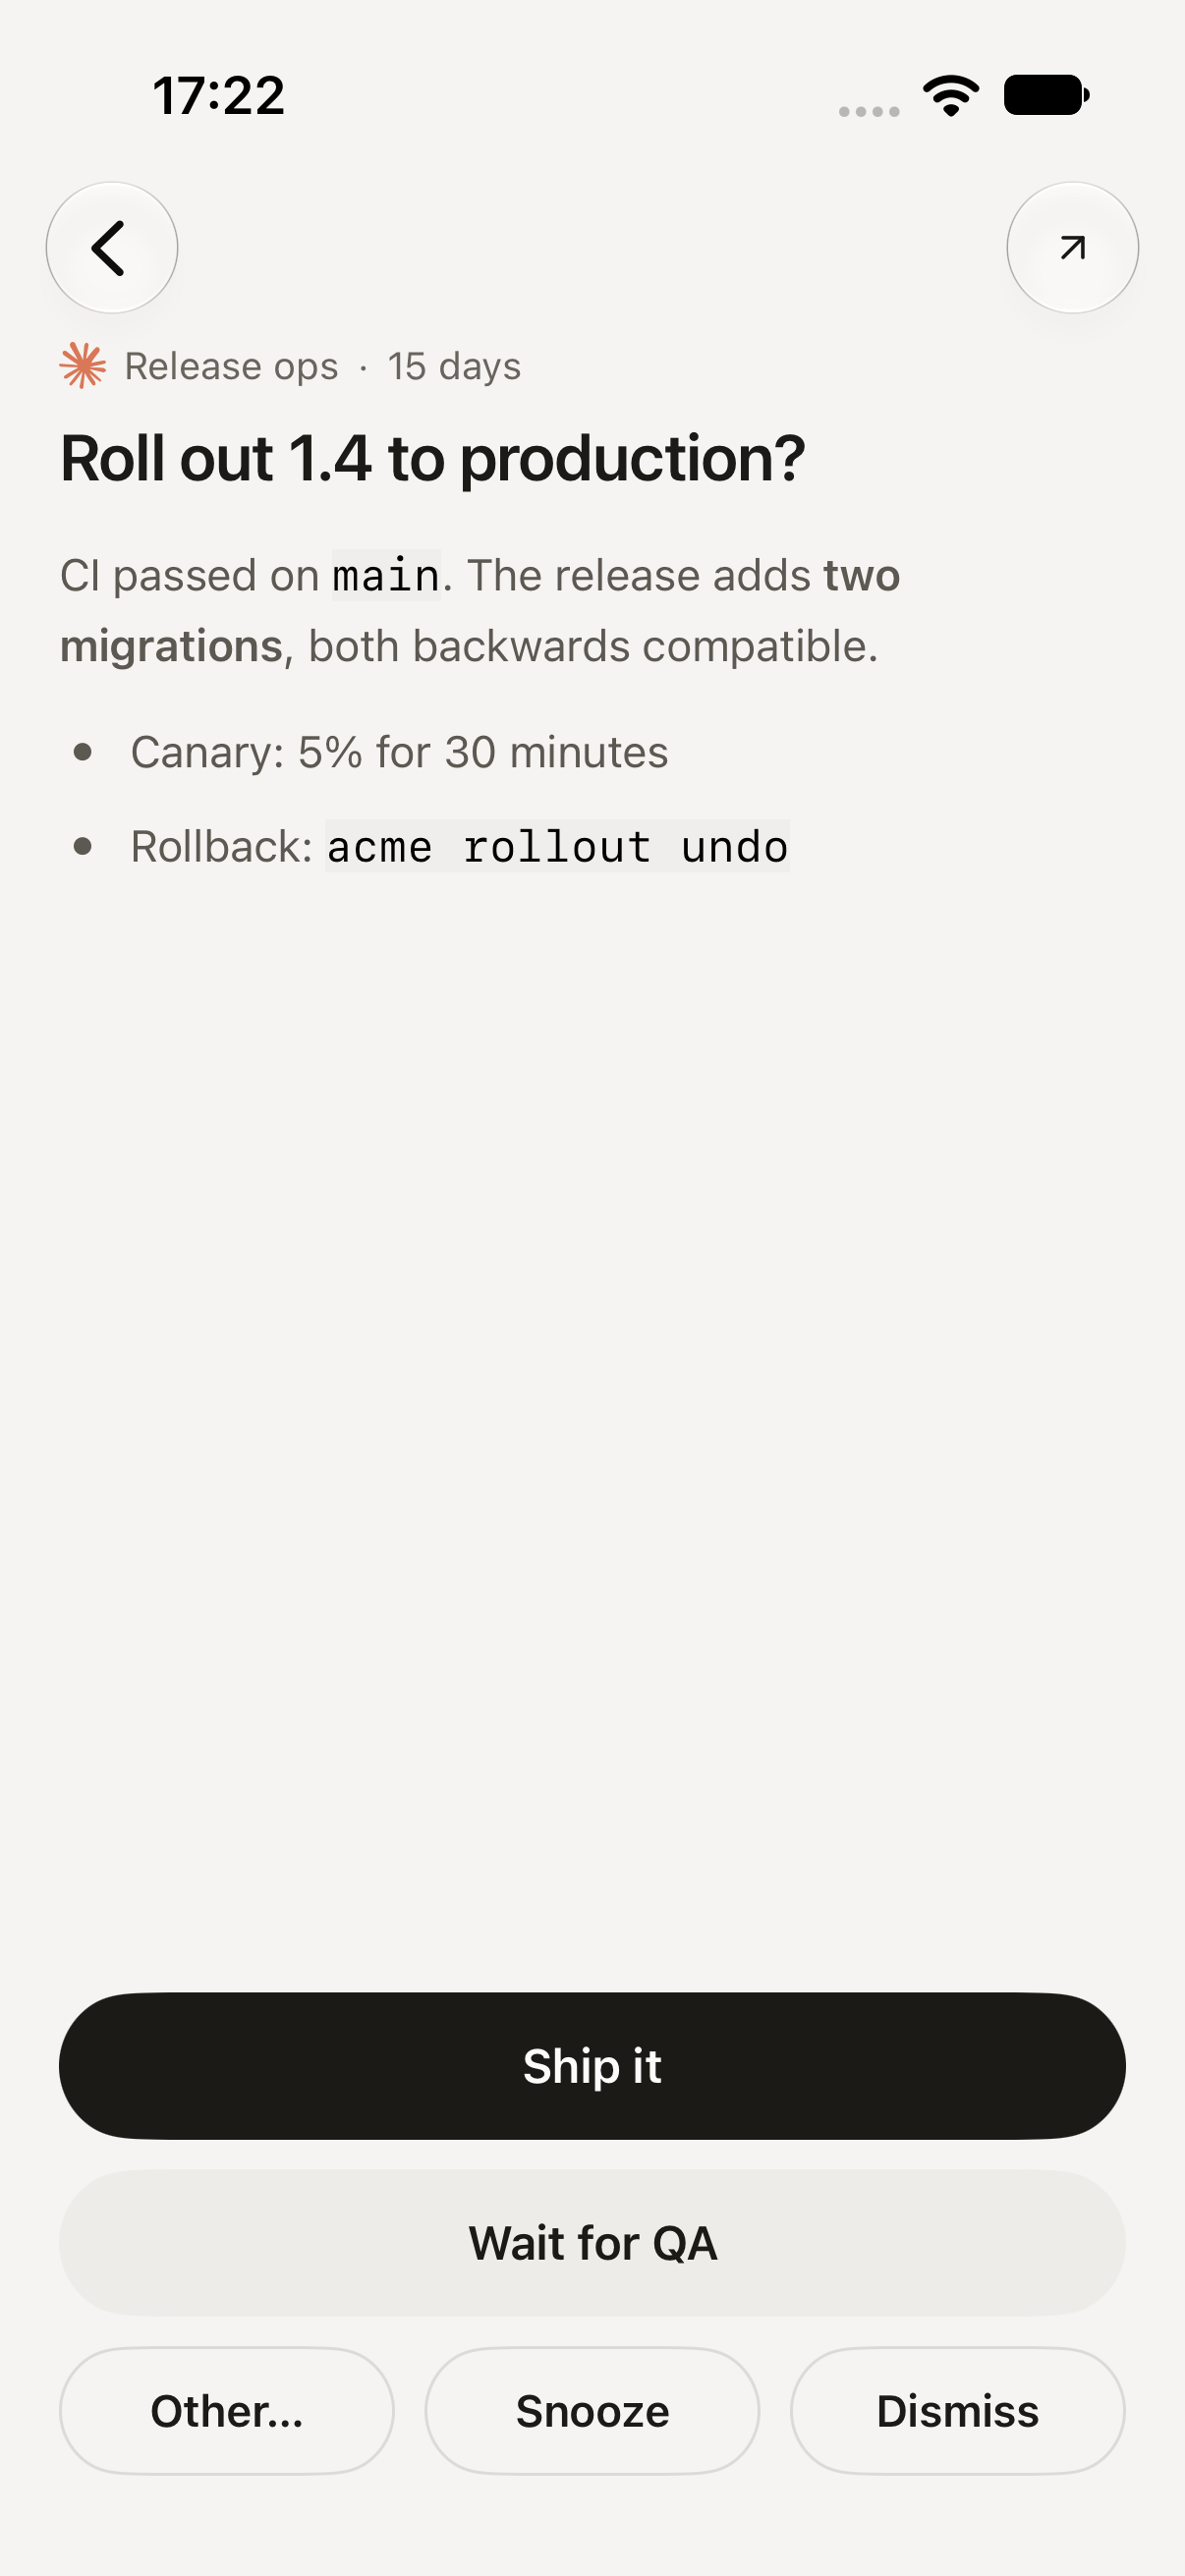 17:22
Release ops · 15 days
Roll out 1.4 to production?
CI passed on main. The release adds two
migrations, both backwards compatible.
• Canary: 5% for 30 minutes
• Rollback: acme rollout undo
Ship it
Wait for QA
Other...
Snooze
Dismiss